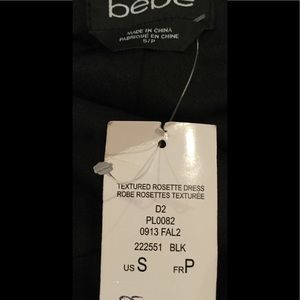 bebe
MADE IN CHINA
FABRIQUE EN CHINE
S/P
TEXTURED ROSETTE DRESS
ROBE ROSETTES TEXTURÉE
D2
PL0082
0913 FAL2
222551 BLK
US S FR P